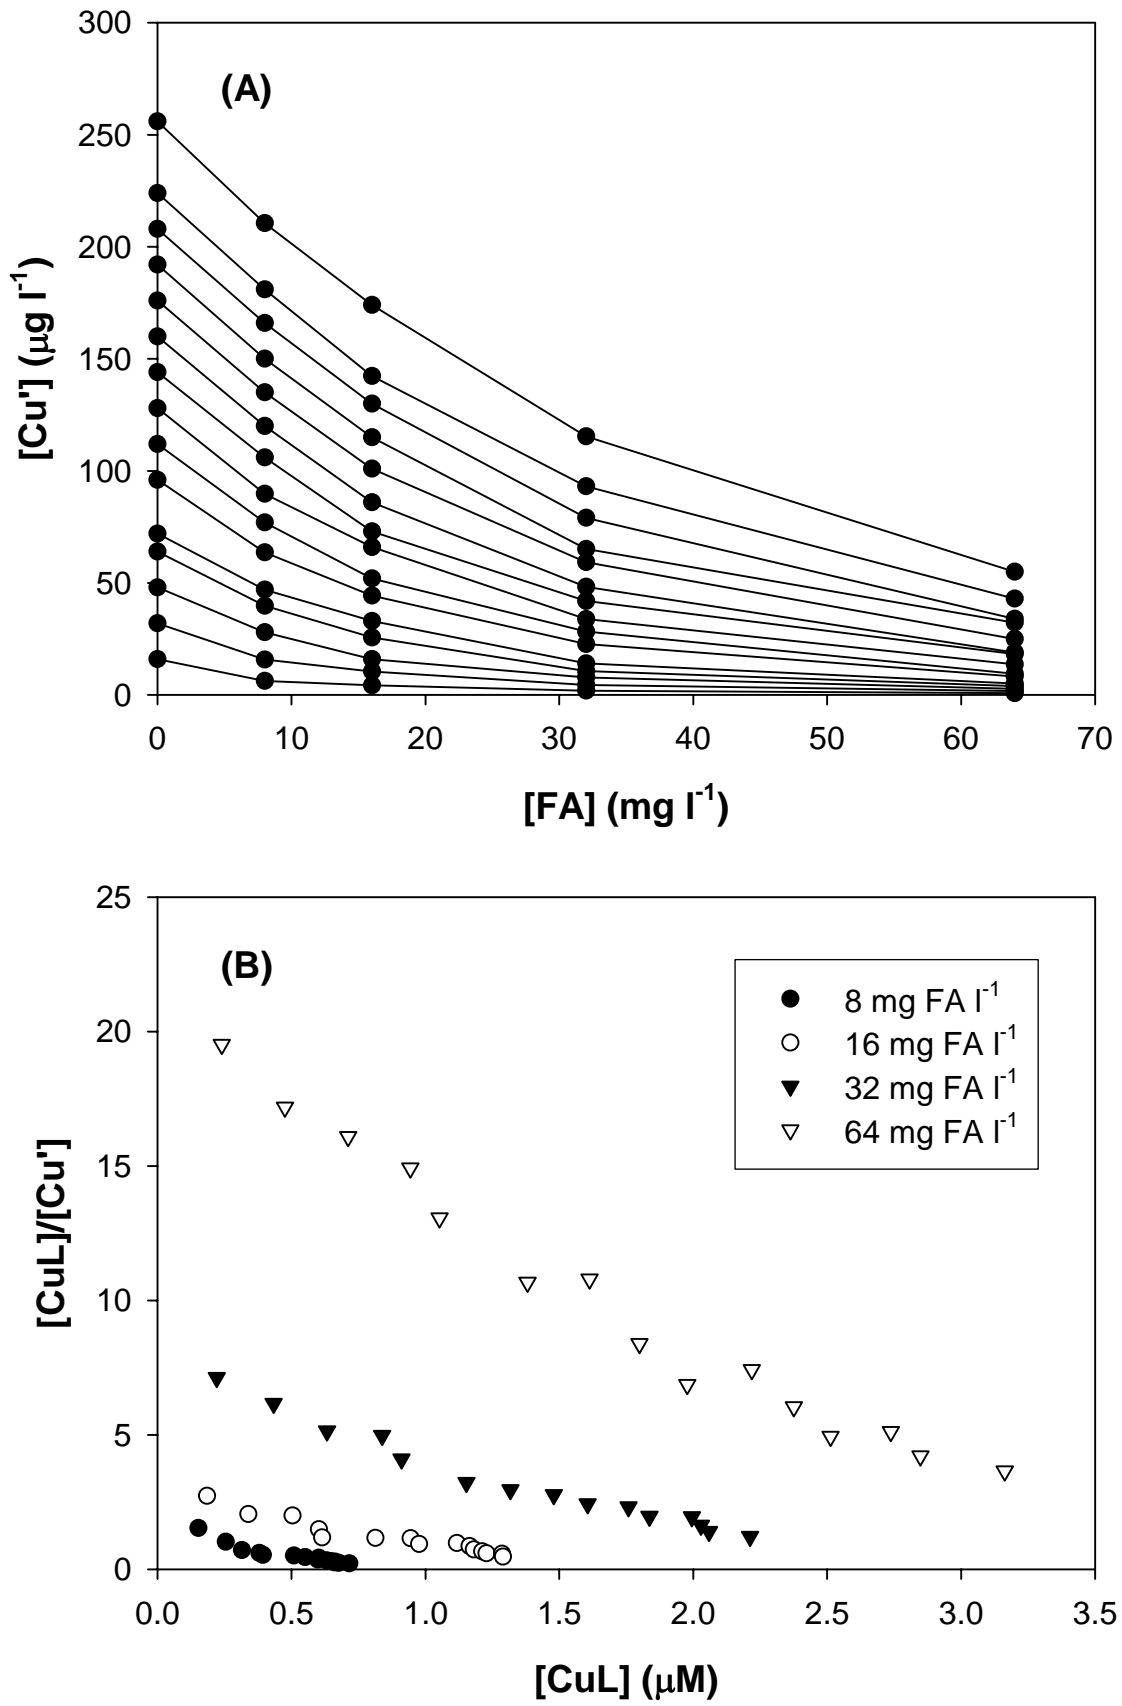 300
(A)
250
200
150
100
50
0
[Cu'] (μg l⁻¹)
0 10 20 30 40 50 60 70
[FA] (mg l⁻¹)
25
(B)
8 mg FA l⁻¹
16 mg FA l⁻¹
32 mg FA l⁻¹
64 mg FA l⁻¹
20
15
10
5
0
[CuL]/[Cu']
0.0 0.5 1.0 1.5 2.0 2.5 3.0 3.5
[CuL] (μM)